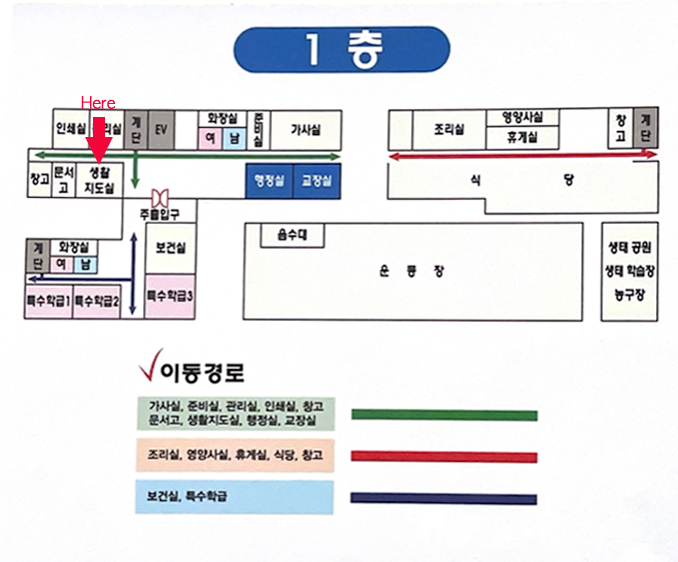 1 층
Here
인쇄실
계단
EV
화장실
여 남
준비실
가사실
조리실
영양사실
휴게실
창고
계단
창고
문서고
생활
지도실
행정실
교장실
식 당
주출입구
계단
화장실
여 남
보건실
특수학급1
특수학급2
특수학급3
음수대
운 동 장
생태 공원
생태 학습장
농구장
이동경로
가사실, 준비실, 관리실, 인쇄실, 창고
문서고, 생활지도실, 행정실, 교장실
조리실, 영양사실, 휴게실, 식당, 창고
보건실, 특수학급